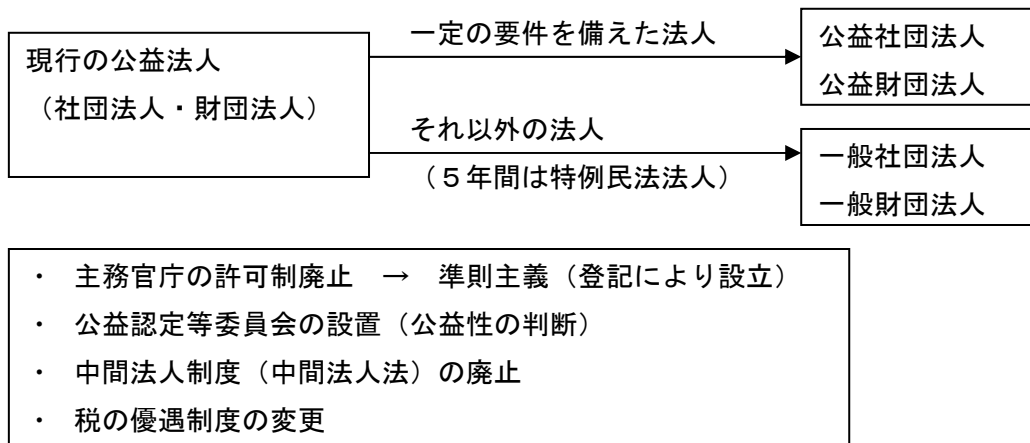 現行の公益法人
（社団法人・財団法人）
一定の要件を備えた法人
公益社団法人
公益財団法人
それ以外の法人
（５年間は特例民法法人）
一般社団法人
一般財団法人
・　主務官庁の許可制廃止　→　準則主義（登記により設立）
・　公益認定等委員会の設置（公益性の判断）
・　中間法人制度（中間法人法）の廃止
・　税の優遇制度の変更